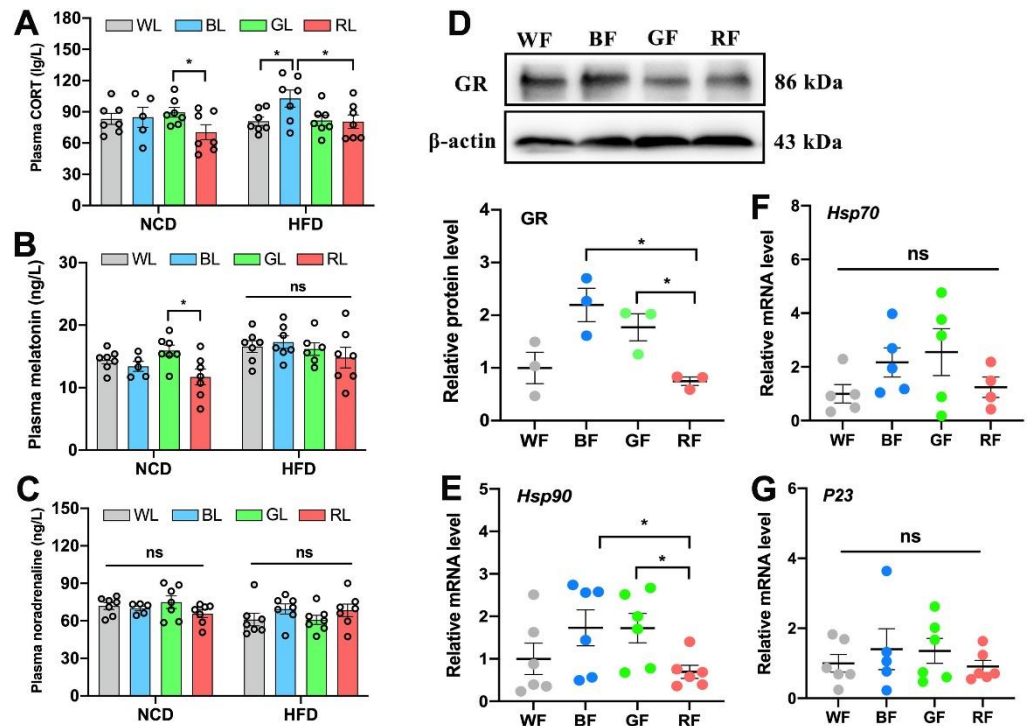 A
WL BL GL RL
Plasma CORT (lg/L)
180
150
120
90
60
30
0
* * *
NCD HFD
B
WL BL GL RL
Plasma melatonin (ng/L)
30
20
10
0
* ns
NCD HFD
C
WL BL GL RL
Plasma noradrenaline (ng/L)
150
120
90
60
30
0
ns ns
NCD HFD
D
WF BF GF RF
GR 86 kDa
β-actin 43 kDa
GR
Relative protein level
4
3
2
1
0
*
*
WF BF GF RF
E
Hsp90
Relative mRNA level
5
4
3
2
1
0
*
*
WF BF GF RF
F
Hsp70
Relative mRNA level
8
6
4
2
0
ns
WF BF GF RF
G
P23
Relative mRNA level
6
4
2
0
ns
WF BF GF RF